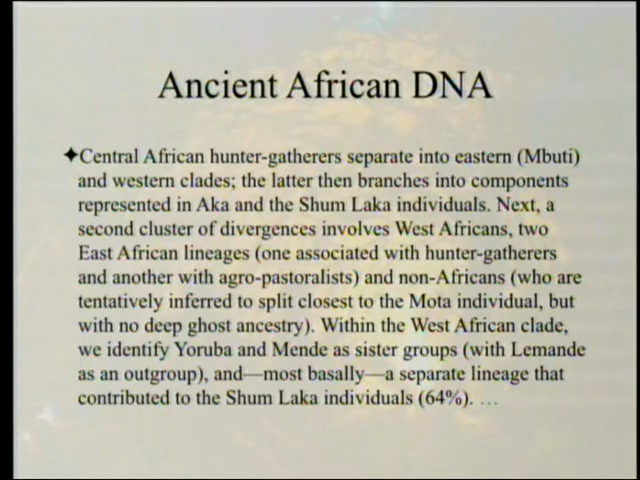 Ancient African DNA
✦Central African hunter-gatherers separate into eastern (Mbuti)
and western clades; the latter then branches into components
represented in Aka and the Shum Laka individuals. Next, a
second cluster of divergences involves West Africans, two
East African lineages (one associated with hunter-gatherers
and another with agro-pastoralists) and non-Africans (who are
tentatively inferred to split closest to the Mota individual, but
with no deep ghost ancestry). Within the West African clade,
we identify Yoruba and Mende as sister groups (with Lemande
as an outgroup), and—most basally—a separate lineage that
contributed to the Shum Laka individuals (64%). …